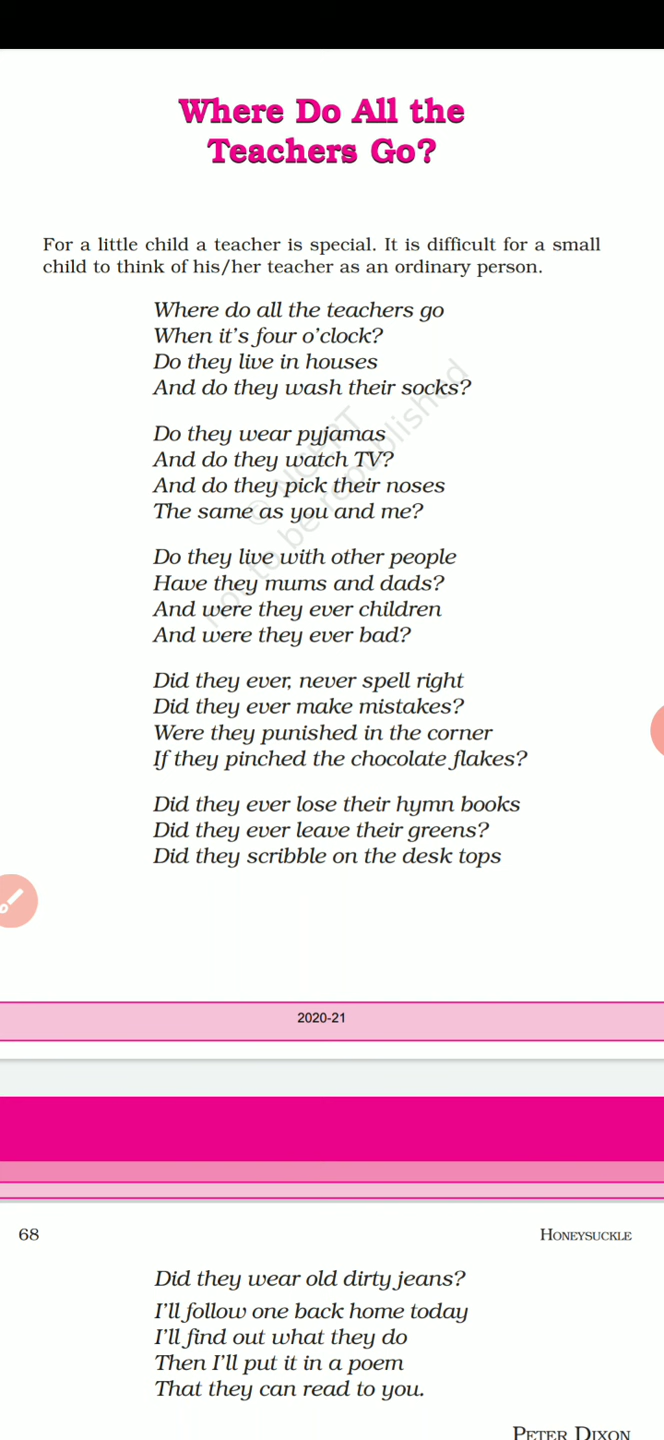 Where Do All the
Teachers Go?
For a little child a teacher is special. It is difficult for a small
child to think of his/her teacher as an ordinary person.
Where do all the teachers go
When it's four o'clock?
Do they live in houses
And do they wash their socks?
Do they wear pyjamas
And do they watch TV?
And do they pick their noses
The same as you and me?
Do they live with other people
Have they mums and dads?
And were they ever children
And were they ever bad?
Did they ever, never spell right
Did they ever make mistakes?
Were they punished in the corner
If they pinched the chocolate flakes?
Did they ever lose their hymn books
Did they ever leave their greens?
Did they scribble on the desk tops
© NCERT
not to be republished
2020-21
68
HONEYSUCKLE
Did they wear old dirty jeans?
I'll follow one back home today
I'll find out what they do
Then I'll put it in a poem
That they can read to you.
PETER DIXON